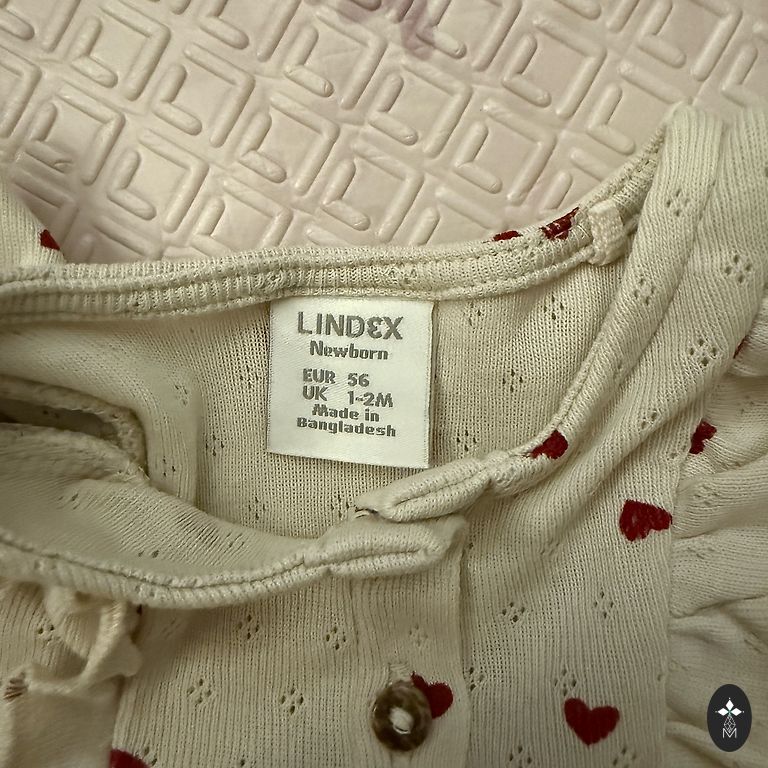 LINDEX
Newborn
EUR 56
UK 1-2M
Made in
Bangladesh
M